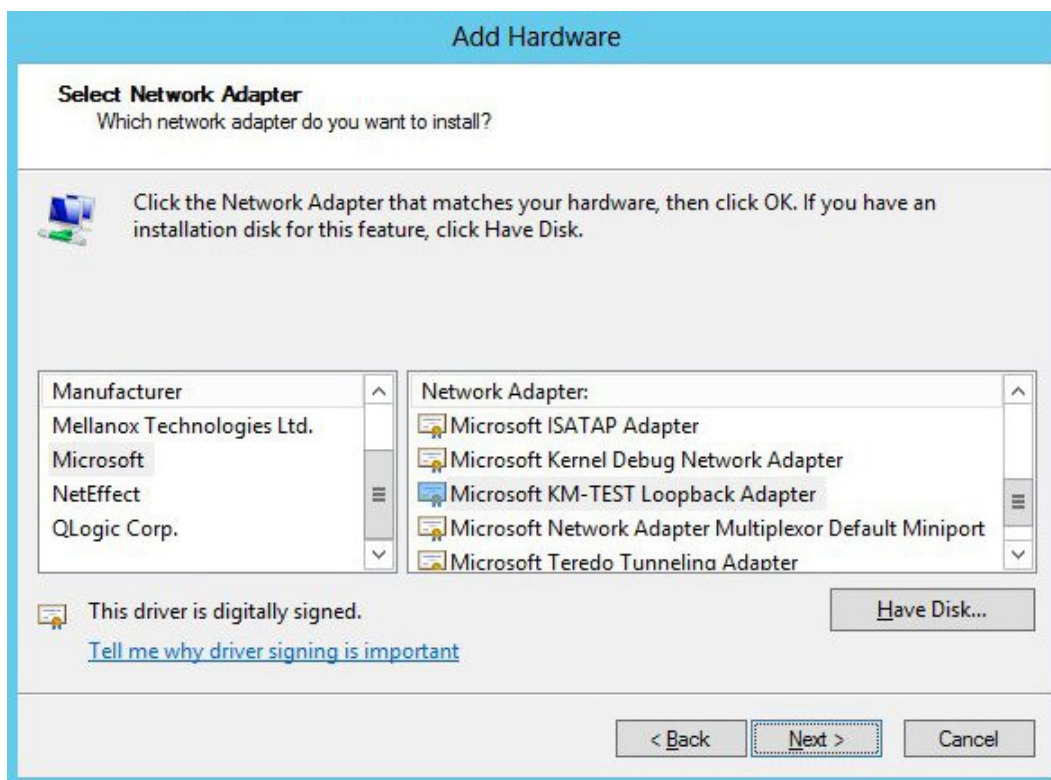 Add Hardware
Select Network Adapter
Which network adapter do you want to install?
Click the Network Adapter that matches your hardware, then click OK. If you have an
installation disk for this feature, click Have Disk.
Manufacturer
Mellanox Technologies Ltd.
Microsoft
NetEffect
QLogic Corp.
Network Adapter:
Microsoft ISATAP Adapter
Microsoft Kernel Debug Network Adapter
Microsoft KM-TEST Loopback Adapter
Microsoft Network Adapter Multiplexor Default Miniport
Microsoft Teredo Tunneling Adapter
This driver is digitally signed.
Tell me why driver signing is important
Have Disk...
< Back
Next >
Cancel